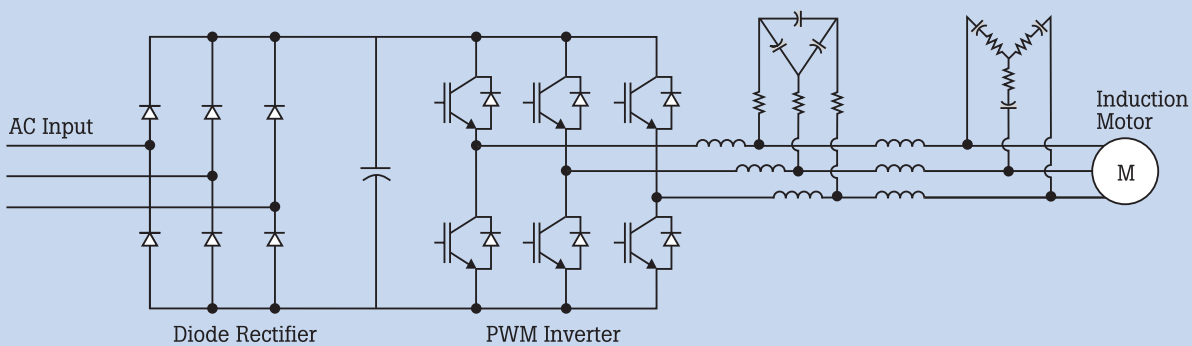 AC Input
Induction
Motor
M
Diode Rectifier
PWM Inverter